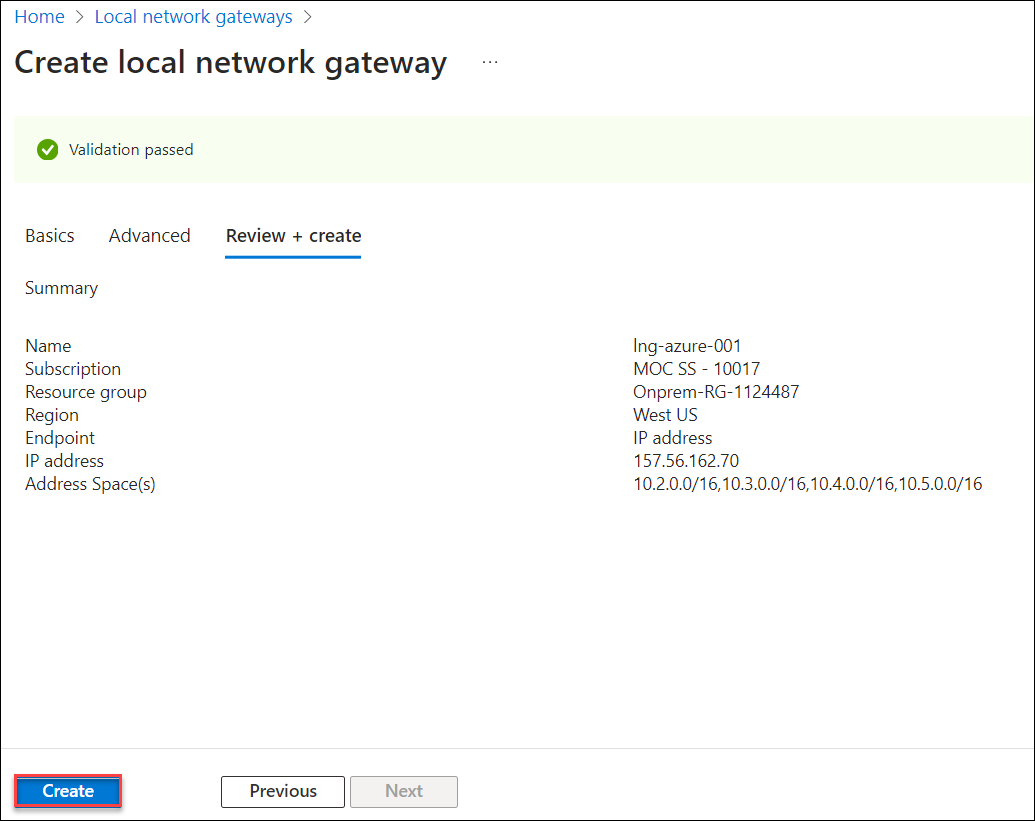 Home > Local network gateways >
Create local network gateway ...
Validation passed
Basics Advanced Review + create
Summary
Name lng-azure-001
Subscription MOC SS - 10017
Resource group Onprem-RG-1124487
Region West US
Endpoint IP address
IP address 157.56.162.70
Address Space(s) 10.2.0.0/16,10.3.0.0/16,10.4.0.0/16,10.5.0.0/16
Create Previous Next